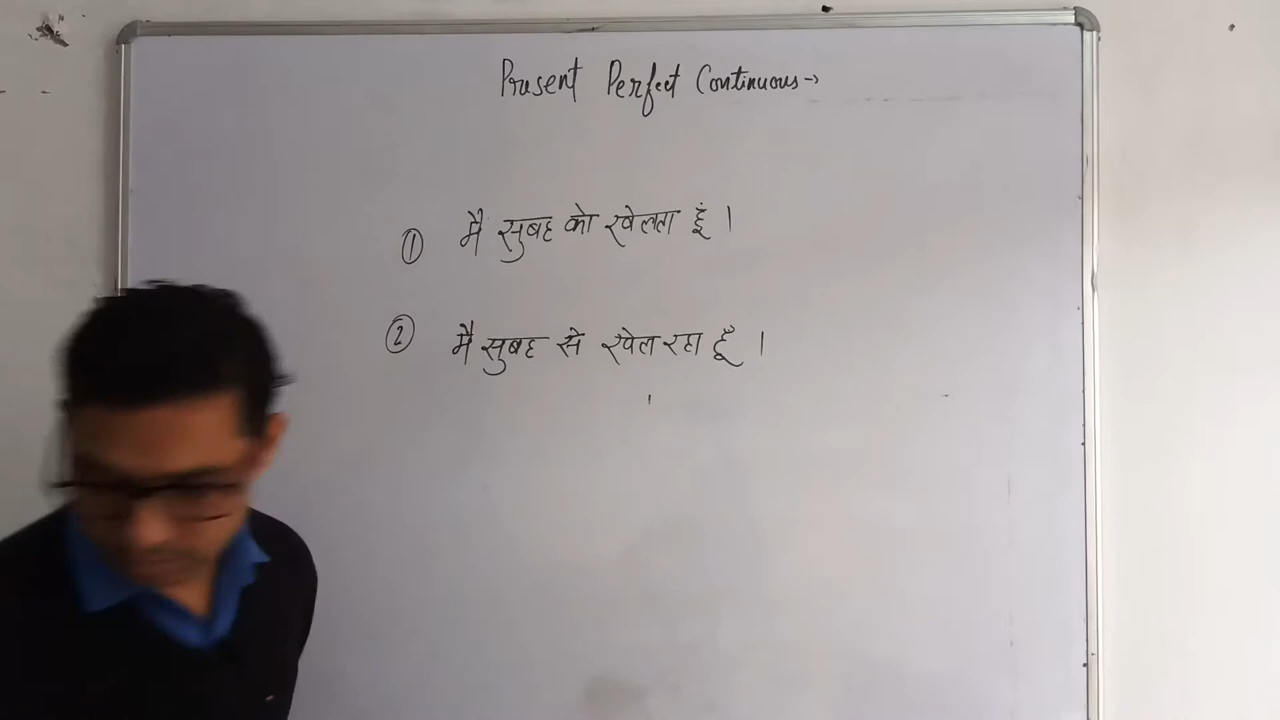 Present Perfect Continuous→
① मै सुबह को खेलता हूं ।
② मै सुबह से खेल रहा हूँ ।